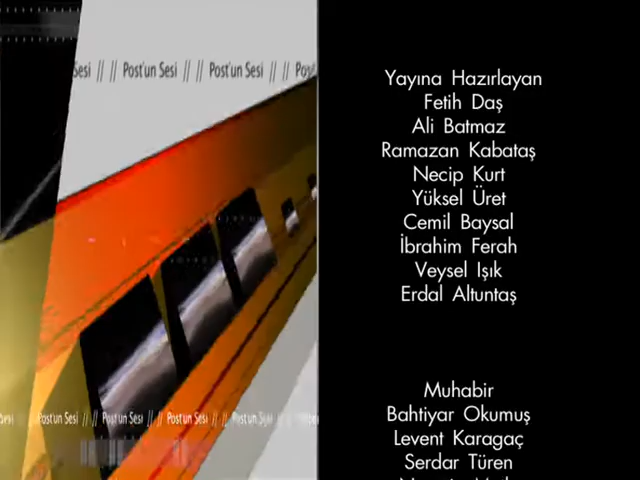 Sesi // // Post'un Sesi // // Post'un Sesi // //
Yayına Hazırlayan
Fetih Daş
Ali Batmaz
Ramazan Kabataş
Necip Kurt
Yüksel Üret
Cemil Baysal
İbrahim Ferah
Veysel Işık
Erdal Altuntaş
Muhabir
Bahtiyar Okumuş
Levent Karagaç
Serdar Türen
Post'un Sesi // // Post'un Sesi // // Post'un Sesi // // Post'un Sesi // //